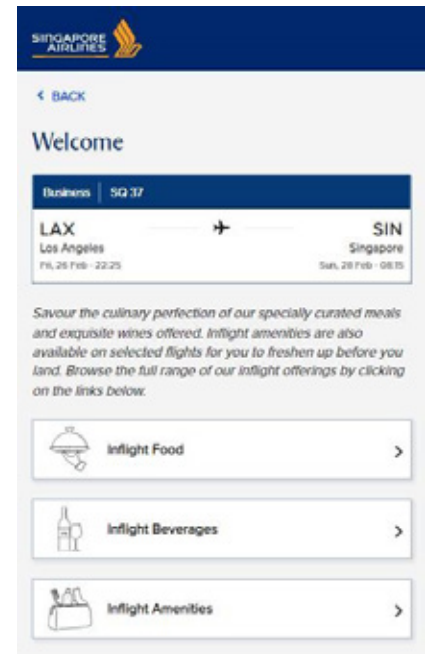 SINGAPORE
AIRLINES
BACK
Welcome
Business | SQ 37
LAX SIN
Los Angeles Singapore
Fri, 26 Feb - 22:25 Sun, 28 Feb - 08:15
Savour the culinary perfection of our specially curated meals
and exquisite wines offered. Inflight amenities are also
available on selected flights for you to freshen up before you
land. Browse the full range of our inflight offerings by clicking
on the links below.
Inflight Food
Inflight Beverages
Inflight Amenities